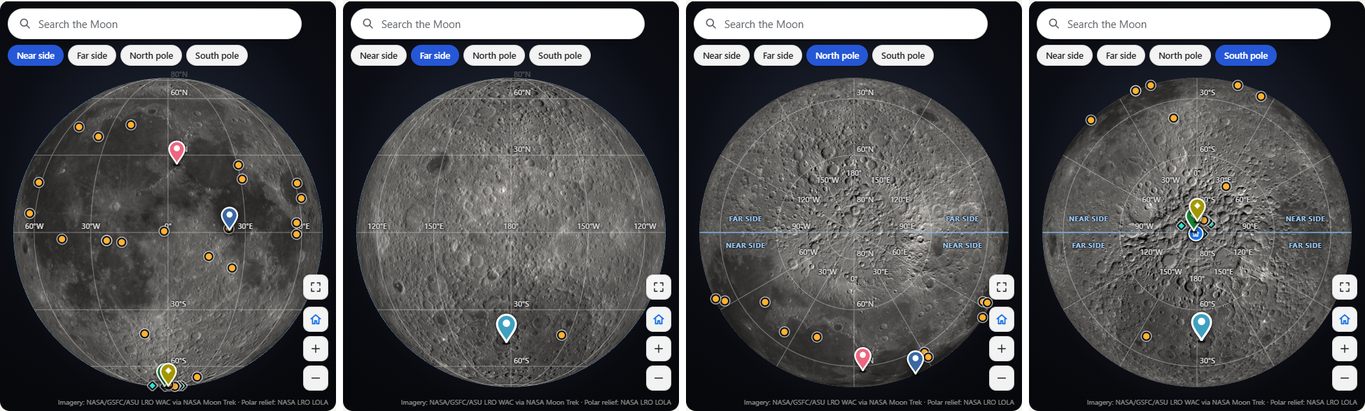 Search the Moon
Near side Far side North pole South pole
80°N
60°N
60°W 30°W 0° 30°E
30°S
60°S
Imagery: NASA/GSFC/ASU LRO WAC via NASA Moon Trek · Polar relief: NASA LRO LOLA
Search the Moon
Near side Far side North pole South pole
80°N
60°N
30°N
120°E 150°E 180° 150°W 120°W
30°S
60°S
Imagery: NASA/GSFC/ASU LRO WAC via NASA Moon Trek · Polar relief: NASA LRO LOLA
Search the Moon
Near side Far side North pole South pole
30°N
60°N
180°
150°W 150°E
120°W 80°N 120°E
FAR SIDE FAR SIDE
90°E
NEAR SIDE NEAR SIDE
60°W 80°N 60°E
30°W 0° 30°E
60°N
Imagery: NASA/GSFC/ASU LRO WAC via NASA Moon Trek · Polar relief: NASA LRO LOLA
Search the Moon
Near side Far side North pole South pole
30°S
60°S
0°
30°W 30°E
60°W
NEAR SIDE NEAR SIDE
90°W 90°E
FAR SIDE FAR SIDE
120°W 80°S 120°E
150°W 180° 150°E
60°S
30°S
Imagery: NASA/GSFC/ASU LRO WAC via NASA Moon Trek · Polar relief: NASA LRO LOLA